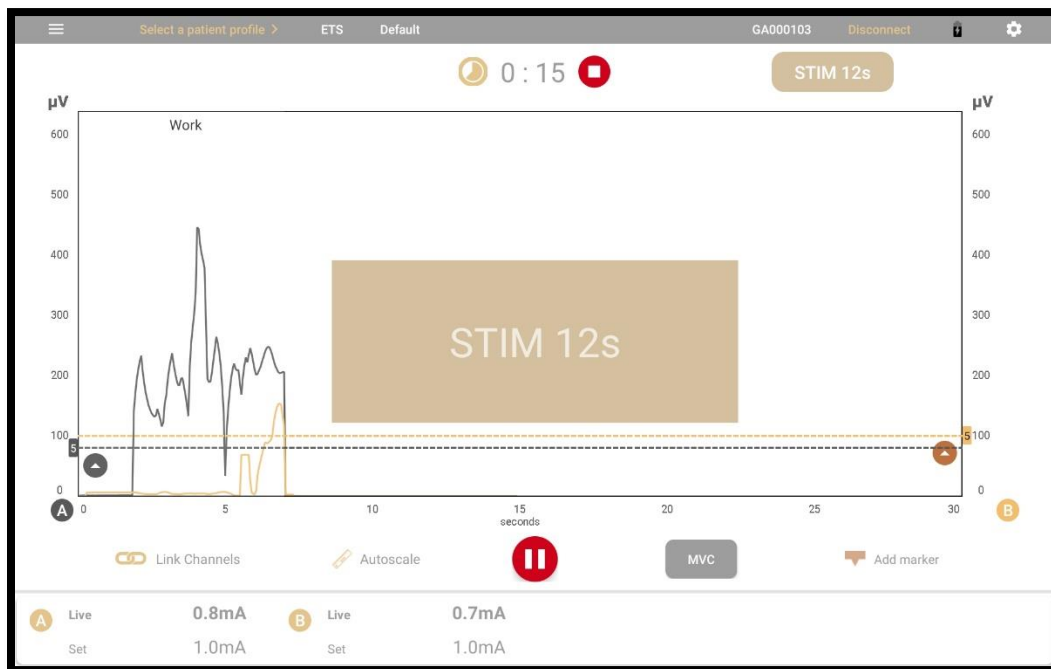 Select a patient profile > ETS Default GA000103 Disconnect
0 : 15 STIM 12s
µV µV
Work
600 600
500 500
400 400
300 300
STIM 12s
200 200
100 5 100
5
0 0
A 0 5 10 15 20 25 30 B
seconds
Link Channels Autoscale MVC Add marker
A Live 0.8mA B Live 0.7mA
Set 1.0mA Set 1.0mA